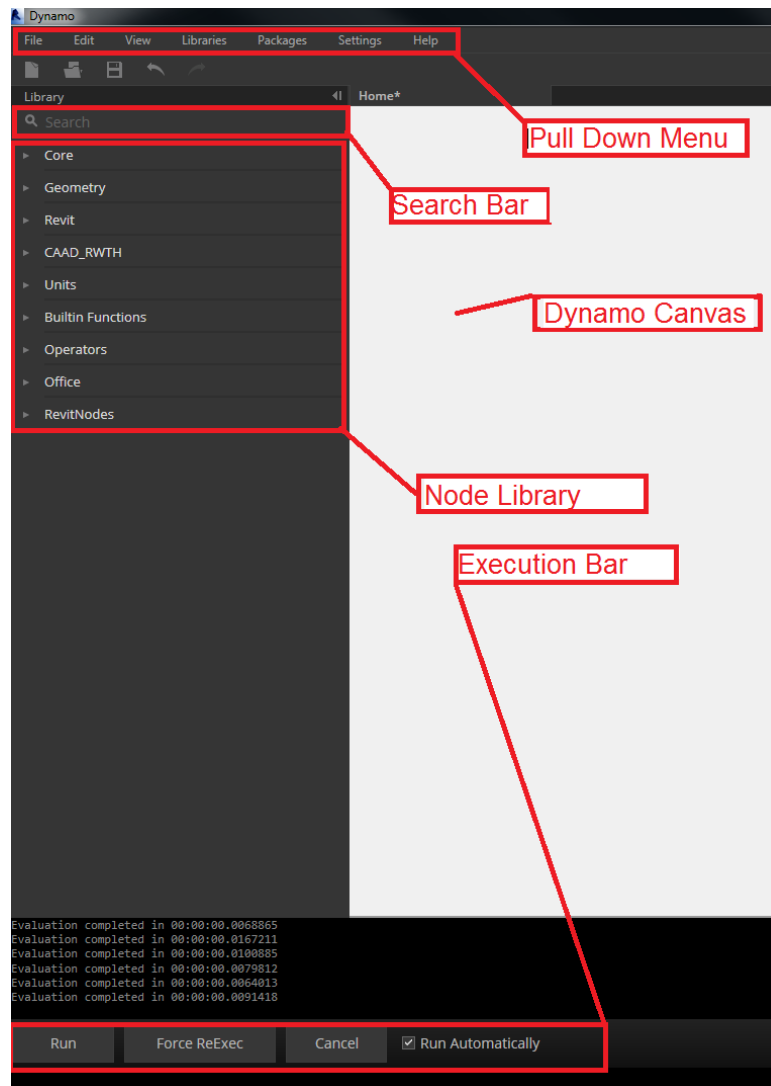 Dynamo
File Edit View Libraries Packages Settings Help
Library
Home*
Search
Pull Down Menu
Core
Geometry
Search Bar
Revit
CAAD_RWTH
Units
Dynamo Canvas
Builtin Functions
Operators
Office
RevitNodes
Node Library
Execution Bar
Evaluation completed in 00:00:00.0068865
Evaluation completed in 00:00:00.0167211
Evaluation completed in 00:00:00.0100885
Evaluation completed in 00:00:00.0079812
Evaluation completed in 00:00:00.0064013
Evaluation completed in 00:00:00.0091418
Run Force ReExec Cancel Run Automatically